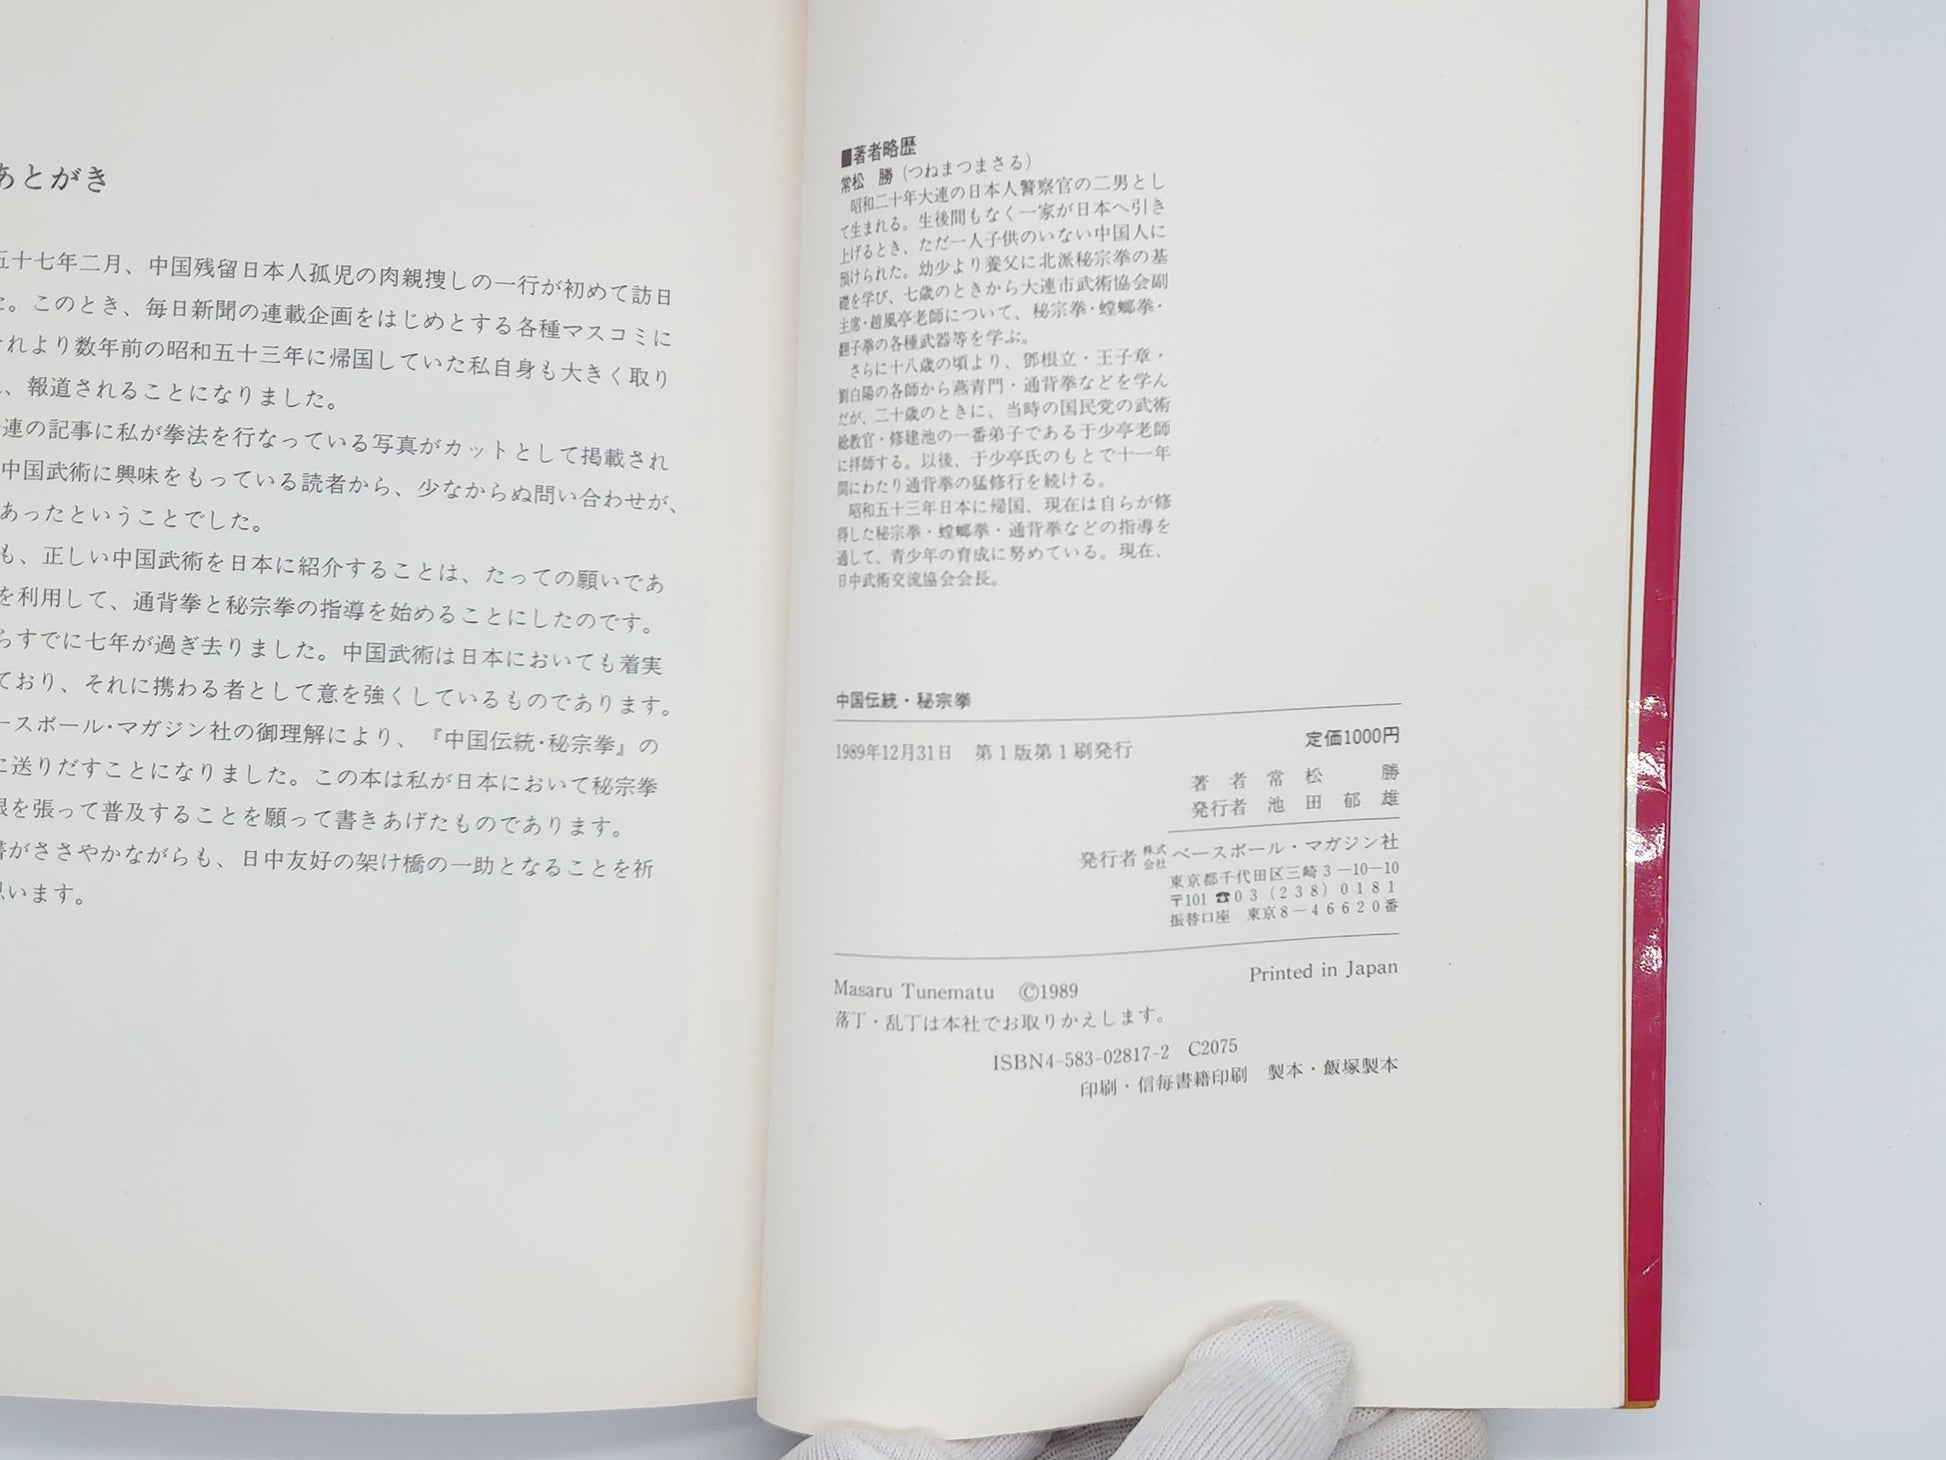 あとがき
五十七年二月、中国残留日本人孤児の肉親捜しの一行が初めて訪日
た。このとき、毎日新聞の連載企画をはじめとする各種マスコミに
れより数年前の昭和五十三年に帰国していた私自身も大きく取り
、報道されることになりました。
連の記事に私が拳法を行なっている写真がカットとして掲載され
中国武術に興味をもっている読者から、少なからぬ問い合わせが、
あったということでした。
も、正しい中国武術を日本に紹介することは、たっての願いであ
を利用して、通背拳と秘宗拳の指導を始めることにしたのです。
らすでに七年が過ぎ去りました。中国武術は日本においても着実
ており、それに携わる者として意を強くしているものであります。
ースボール・マガジン社の御理解により、『中国伝統・秘宗拳』の
に送りだすことになりました。この本は私が日本において秘宗拳
根を張って普及することを願って書きあげたものであります。
書がささやかながらも、日中友好の架け橋の一助となることを祈
思います。
■著者略歴
常松 勝(つねまつまさる)
昭和二十年大連の日本人警察官の二男とし
て生まれる。生後間もなく一家が日本へ引き
上げるとき、ただ一人子供のいない中国人に
預けられた。幼少より養父に北派秘宗拳の基
礎を学び、七歳のときから大連市武術協会副
主席・趙風亭老師について、秘宗拳・螳螂拳・
翻子拳の各種武器等を学ぶ。
さらに十八歳の頃より、鄧根立・王子章・
劉白陽の各師から燕青門・通背拳などを学ん
だが、二十歳のときに、当時の国民党の武術
総教官・修建池の一番弟子である于少亭老師
に拝師する。以後、于少亭氏のもとで十一年
間にわたり通背拳の猛修行を続ける。
昭和五十三年日本に帰国、現在は自らが修
得した秘宗拳・螳螂拳・通背拳などの指導を
通して、青少年の育成に努めている。現在、
日中武術交流協会会長。
中国伝統・秘宗拳
定価1000円
1989年12月31日 第1版第1刷発行
著者 常松 勝
発行者 池田郁雄
発行者 株式会社 ベースボール・マガジン社
東京都千代田区三崎3-10-10
〒101 ☎03(238)0181
振替口座 東京8-46620番
Printed in Japan
Masaru Tunematu ©1989
落丁・乱丁は本社でお取りかえします。
ISBN4-583-02817-2 C2075
印刷・信毎書籍印刷 製本・飯塚製本